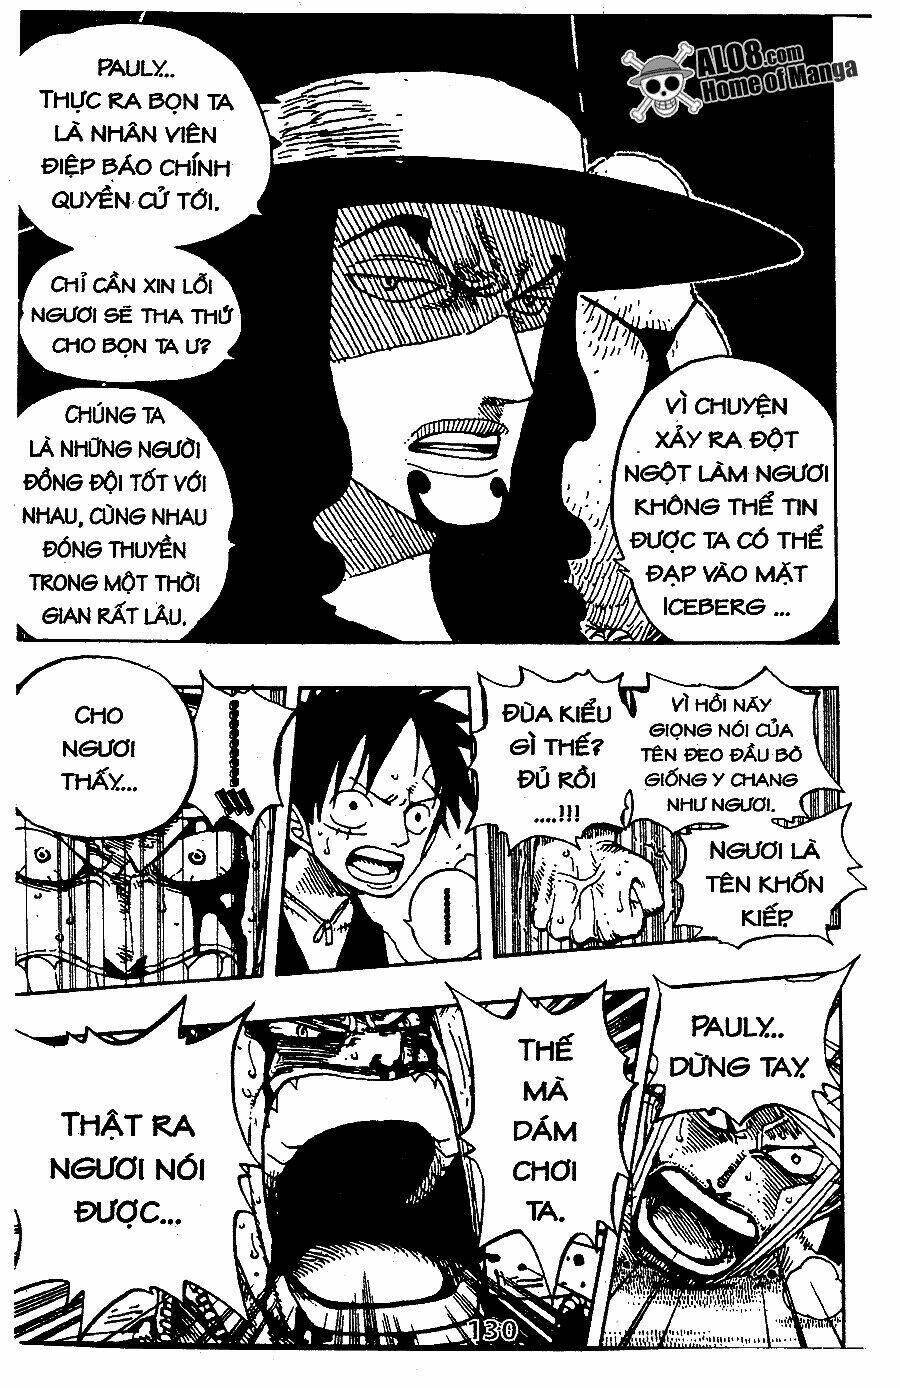 AL08.com
Home of Manga
PAULY...
THỰC RA BỌN TA
LÀ NHÂN VIÊN
ĐIỆP BÁO CHÍNH
QUYỀN CỬ TỚI.
CHỈ CẦN XIN LỖI
NGƯƠI SẼ THA THỨ
CHO BỌN TA Ư?
CHÚNG TA
LÀ NHỮNG NGƯỜI
ĐỒNG ĐỘI TỐT VỚI
NHAU, CÙNG NHAU
ĐÓNG THUYỀN
TRONG MỘT THỜI
GIAN RẤT LÂU.
VÌ CHUYỆN
XẢY RA ĐỘT
NGỘT LÀM NGƯƠI
KHÔNG THỂ TIN
ĐƯỢC TA CÓ THỂ
ĐẠP VÀO MẶT
ICEBERG ...
CHO
NGƯƠI
THẤY....
ĐÙA KIỂU
GÌ THẾ?
ĐỦ RỒI
....!!!
VÌ HỒI NÃY
GIỌNG NÓI CỦA
TÊN ĐEO ĐẦU BÒ
GIỐNG Y CHANG
NHƯ NGƯƠI.
NGƯƠI LÀ
TÊN KHỐN
KIẾP.
THẬT RA
NGƯƠI NÓI
ĐƯỢC...
THẾ
MÀ
DÁM
CHƠI
TA.
PAULY...
DỪNG TAY.
130